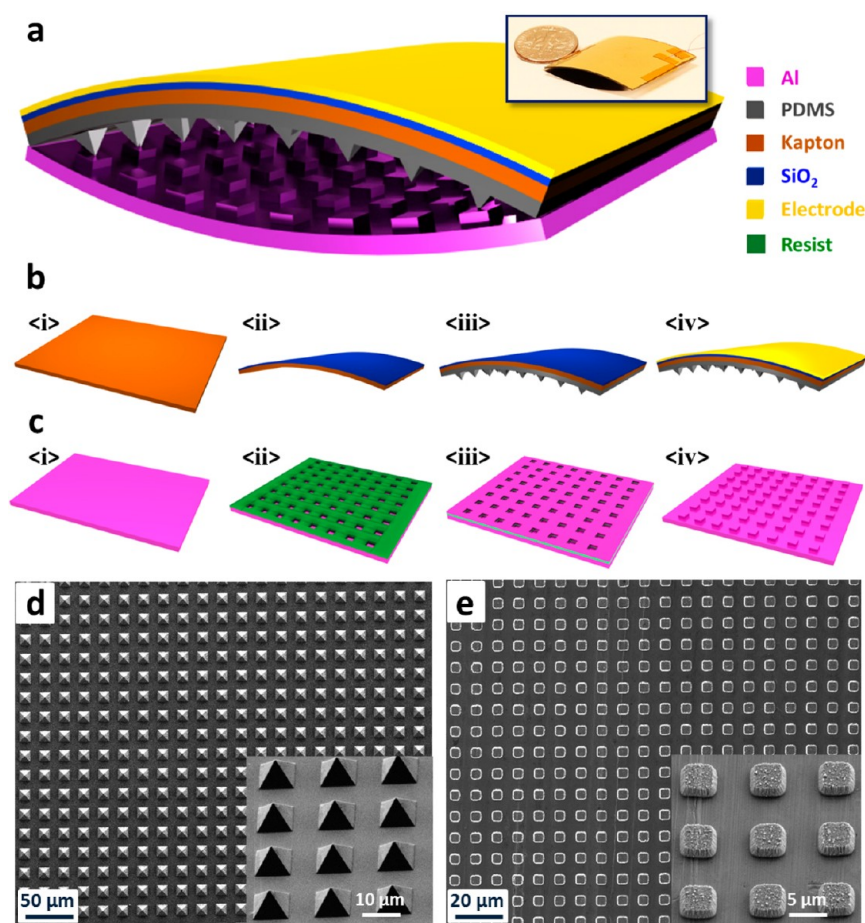 a
Al
PDMS
Kapton
SiO₂
Electrode
Resist
b
<i> <ii> <iii> <iv>
c
<i> <ii> <iii> <iv>
d
e
50 μm
10 μm
20 μm
5 μm